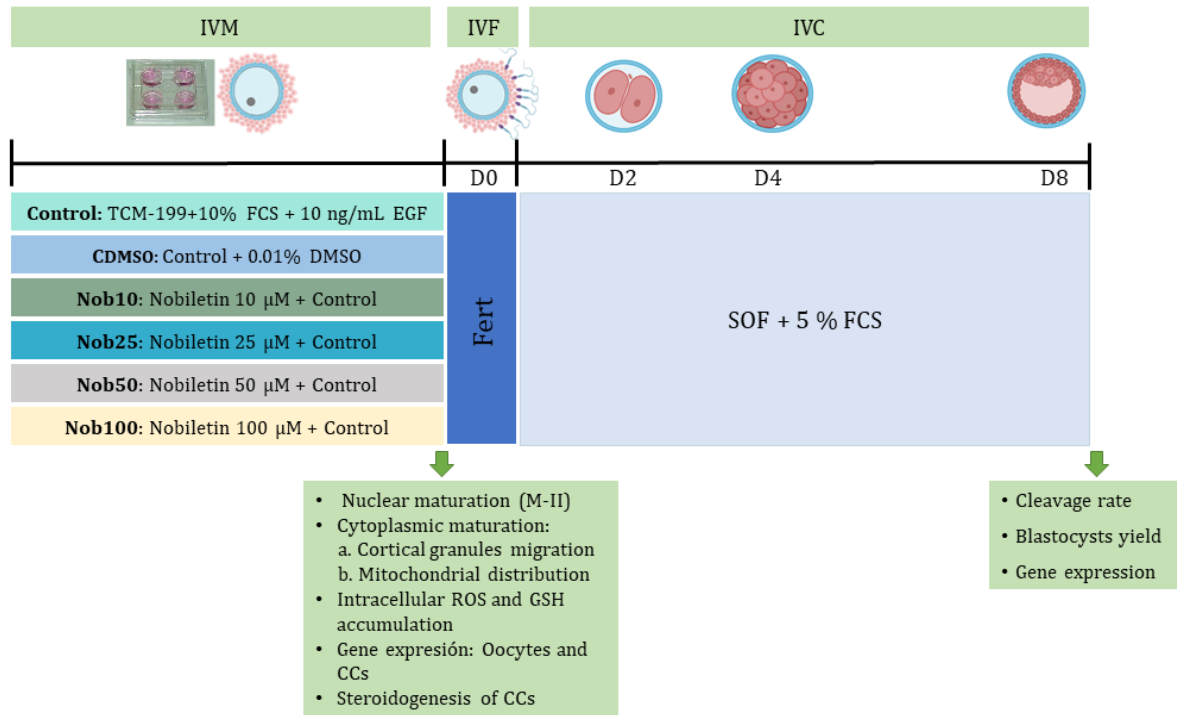 IVM
IVF
IVC
D0
D2
D4
D8
Control: TCM-199+10% FCS + 10 ng/mL EGF
CDMSO: Control + 0.01% DMSO
Nob10: Nobiletin 10 μM + Control
Nob25: Nobiletin 25 μM + Control
Nob50: Nobiletin 50 μM + Control
Nob100: Nobiletin 100 μM + Control
Fert
SOF + 5 % FCS
• Nuclear maturation (M-II)
• Cytoplasmic maturation:
a. Cortical granules migration
b. Mitochondrial distribution
• Intracellular ROS and GSH
accumulation
• Gene expresión: Oocytes and
CCs
• Steroidogenesis of CCs
• Cleavage rate
• Blastocysts yield
• Gene expression